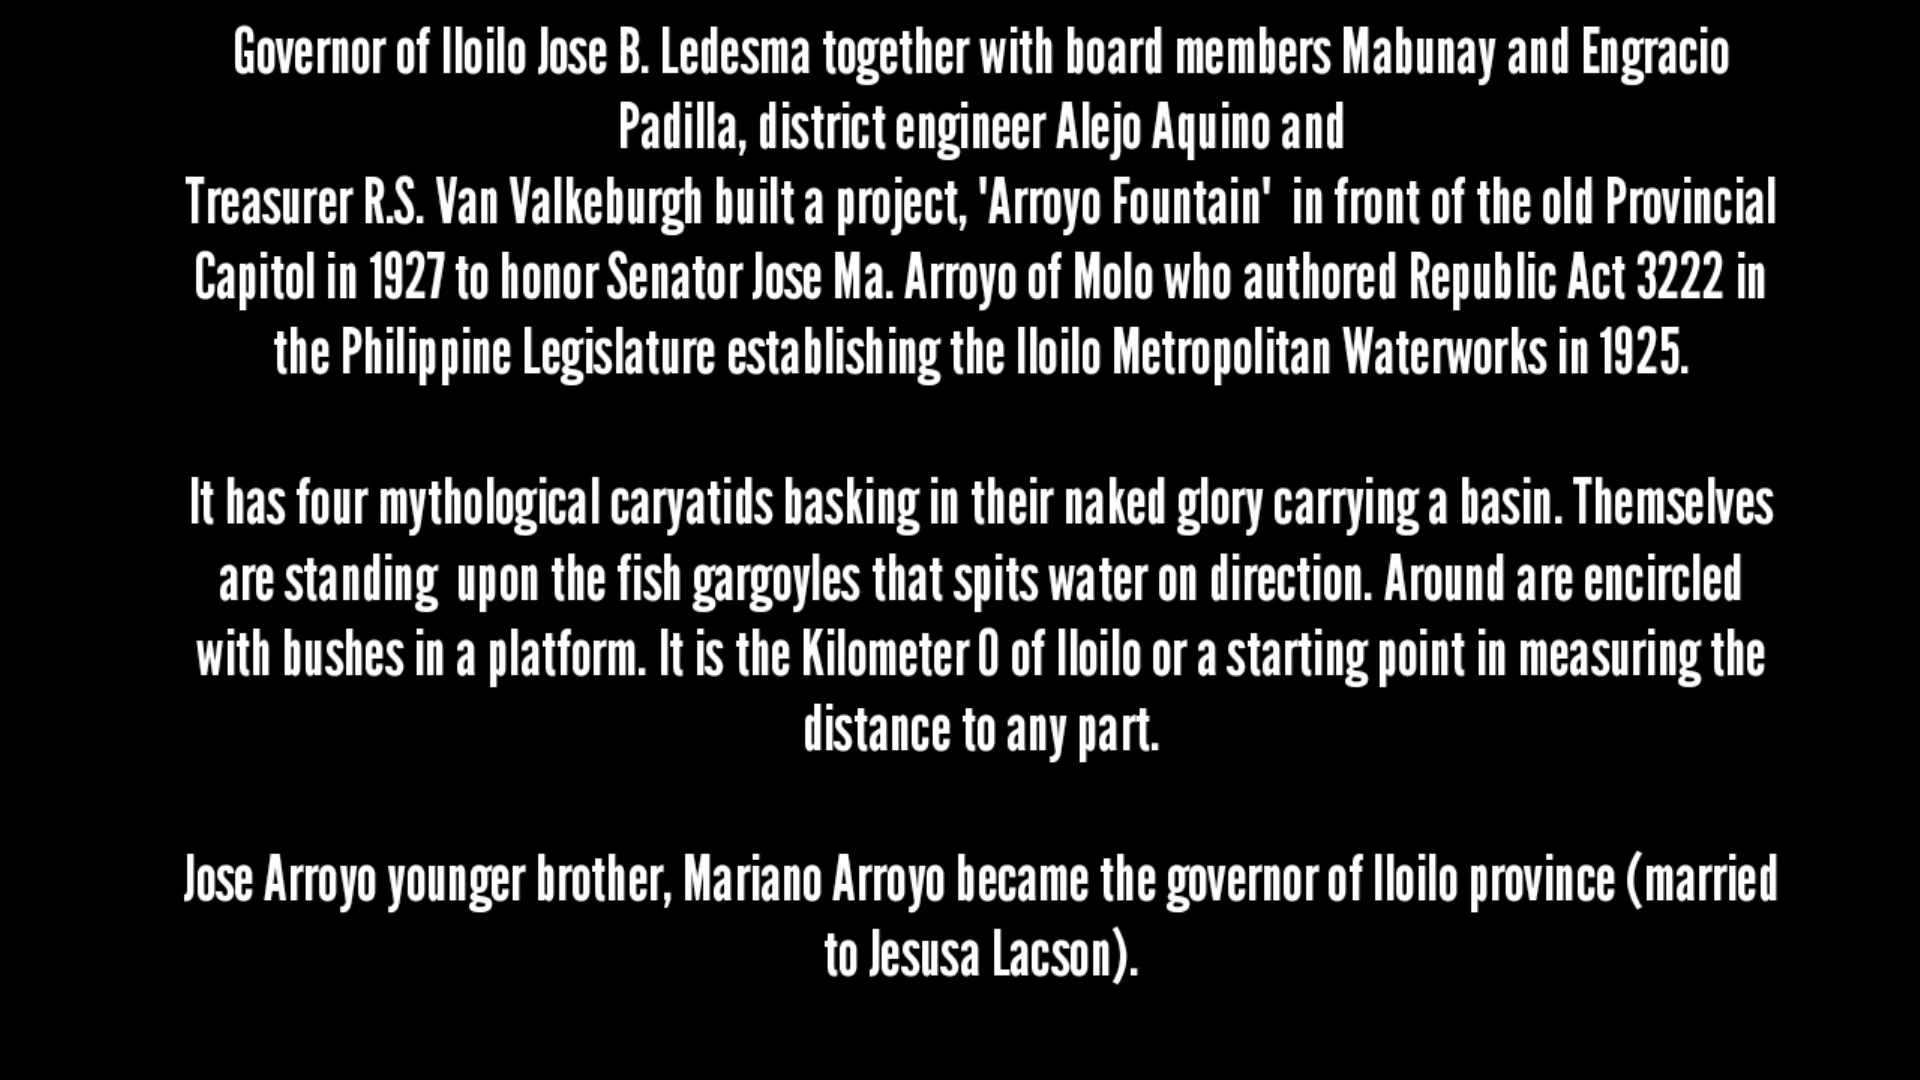 Governor of Iloilo Jose B. Ledesma together with board members Mabunay and Engracio
Padilla, district engineer Alejo Aquino and
Treasurer R.S. Van Valkeburgh built a project, 'Arroyo Fountain'  in front of the old Provincial
Capitol in 1927 to honor Senator Jose Ma. Arroyo of Molo who authored Republic Act 3222 in
the Philippine Legislature establishing the Iloilo Metropolitan Waterworks in 1925.

It has four mythological caryatids basking in their naked glory carrying a basin. Themselves
are standing  upon the fish gargoyles that spits water on direction. Around are encircled
with bushes in a platform. It is the Kilometer 0 of Iloilo or a starting point in measuring the
distance to any part.

Jose Arroyo younger brother, Mariano Arroyo became the governor of Iloilo province (married
to Jesusa Lacson).